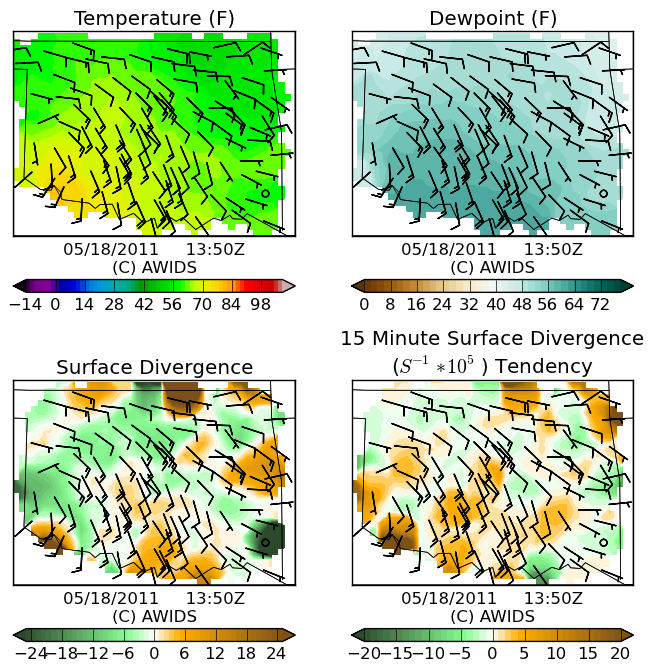 Temperature (F) Dewpoint (F)
05/18/2011 13:50Z 05/18/2011 13:50Z
(C) AWIDS (C) AWIDS
−14 0 14 28 42 56 70 84 98 0 8 16 24 32 40 48 56 64 72
15 Minute Surface Divergence
Surface Divergence (S⁻¹ *10⁵ ) Tendency
05/18/2011 13:50Z 05/18/2011 13:50Z
(C) AWIDS (C) AWIDS
−24 −18 −12 −6 0 6 12 18 24 −20 −15 −10 −5 0 5 10 15 20